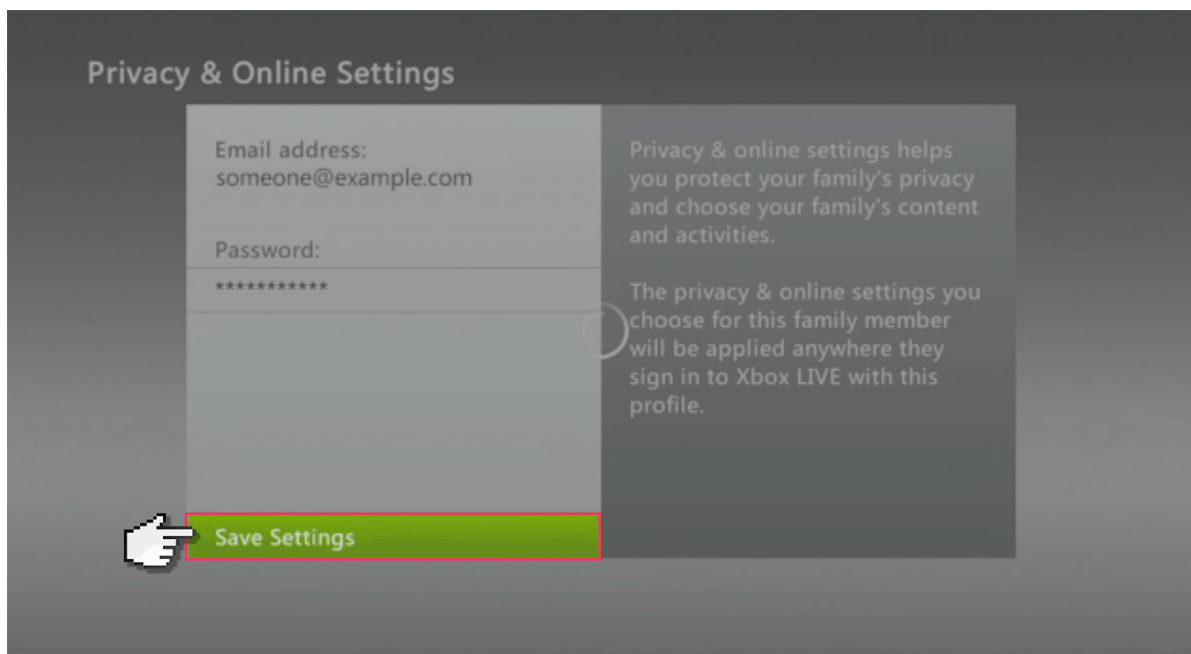 Privacy & Online Settings
Email address:
someone@example.com
Password:
***********
Save Settings
Privacy & online settings helps
you protect your family's privacy
and choose your family's content
and activities.
The privacy & online settings you
choose for this family member
will be applied anywhere they
sign in to Xbox LIVE with this
profile.